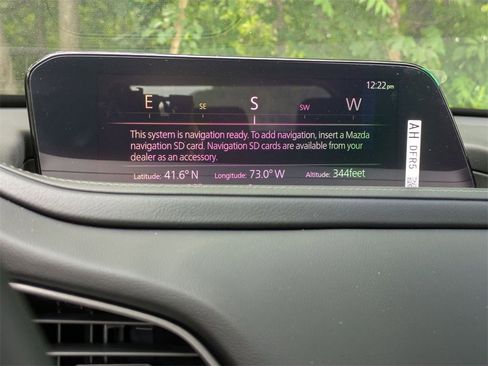 12:22pm
E SE S SW W
This system is navigation ready. To add navigation, insert a Mazda
navigation SD card. Navigation SD cards are available from your
dealer as an accessory.
Latitude: 41.6° N Longitude: 73.0° W Altitude: 344feet
AH DFR5